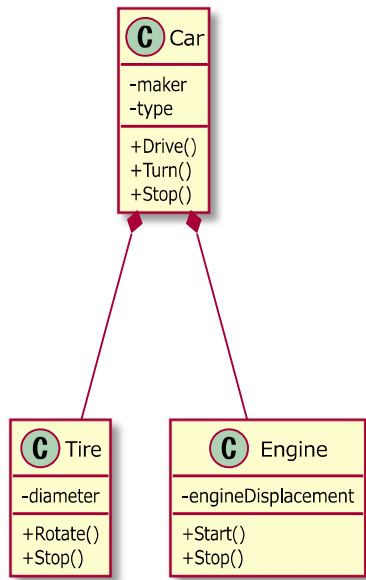 C Car
-maker
-type
+Drive()
+Turn()
+Stop()
C Tire
-diameter
+Rotate()
+Stop()
C Engine
-engineDisplacement
+Start()
+Stop()